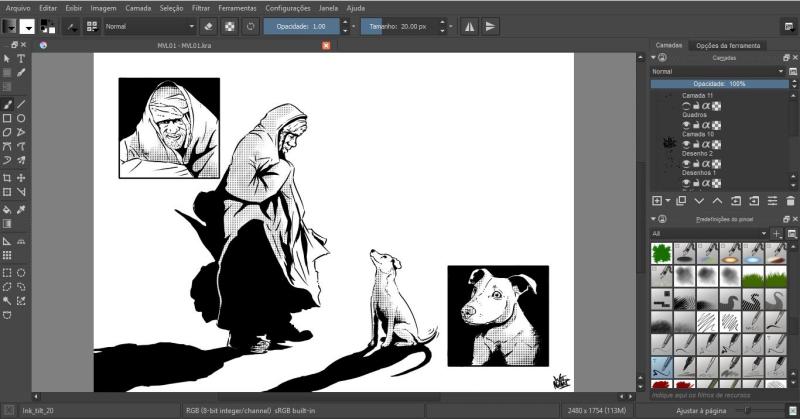 Arquivo Editar Exibir Imagem Camada Seleção Filtrar Ferramentas Configurações Janela Ajuda
Normal Opacidade: 1.00 Tamanho: 20.00 px
MVL01 - MVL01.kra
Camadas Opções da ferramenta
Camadas
Normal
Opacidade: 100%
Camada 11
Quadros
Camada 10
Desenho 2
Desenhos 1
Predefinições do pincel
All
Indique aqui os filtros de recursos
Ink_tilt_20 RGB (8-bit integer/channel) sRGB built-in 2480 x 1754 (113M) Ajustar à página